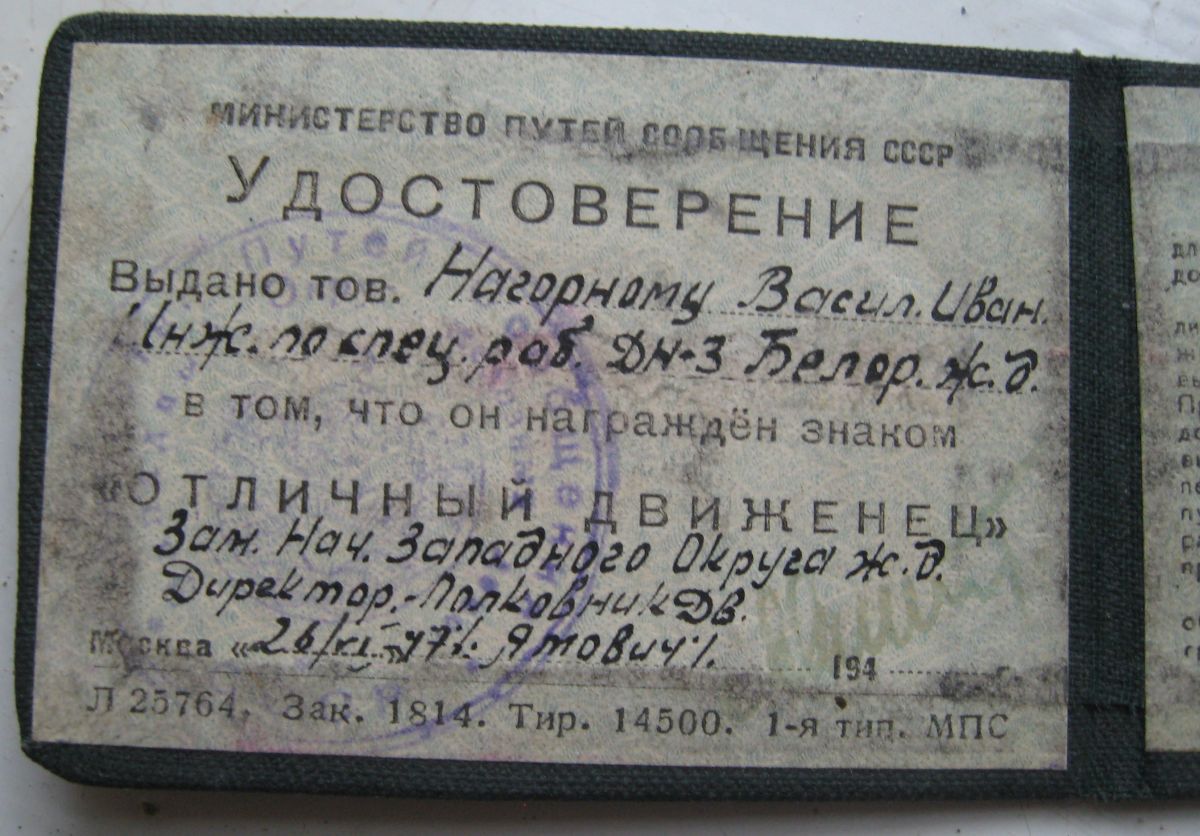 МИНИСТЕРСТВО ПУТЕЙ СООБЩЕНИЯ СССР
УДОСТОВЕРЕНИЕ
Выдано тов. Нагорному Васил. Иван.
Инж. по спец. раб. ДН-3 Белор. ж.д.
в том, что он награждён знаком
«ОТЛИЧНЫЙ ДВИЖЕНЕЦ»
Зам. Нач. Западного Округа ж.д.
Директор.-Полковник Дв.
Москва «26/XI» 47г. Ятович 194 г.
Л 25764. Зак. 1814. Тир. 14500. 1-я тип. МПС
Путей